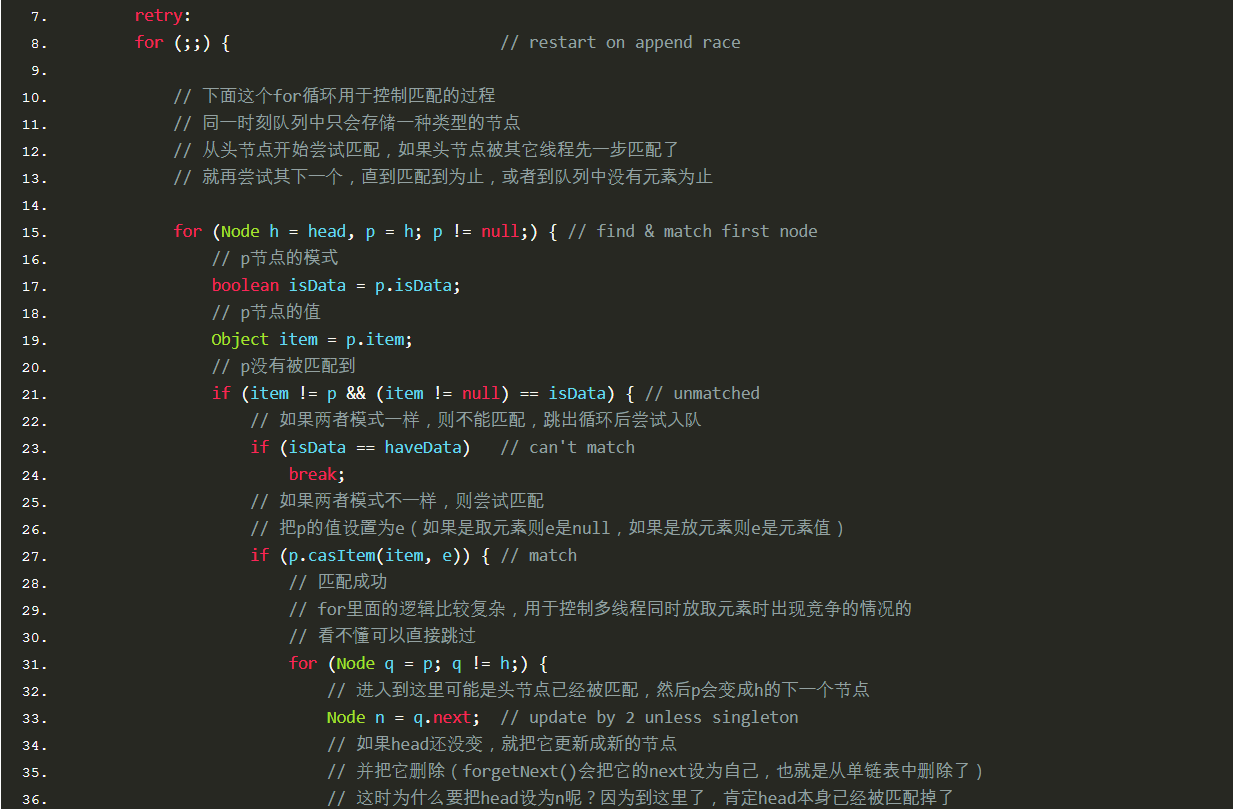 7. retry:
8. for (;;) { // restart on append race
9.
10. // 下面这个for循环用于控制匹配的过程
11. // 同一时刻队列中只会存储一种类型的节点
12. // 从头节点开始尝试匹配，如果头节点被其它线程先一步匹配了
13. // 就再尝试其下一个，直到匹配到为止，或者到队列中没有元素为止
14.
15. for (Node h = head, p = h; p != null;) { // find & match first node
16. // p节点的模式
17. boolean isData = p.isData;
18. // p节点的值
19. Object item = p.item;
20. // p没有被匹配到
21. if (item != p && (item != null) == isData) { // unmatched
22. // 如果两者模式一样，则不能匹配，跳出循环后尝试入队
23. if (isData == haveData) // can't match
24. break;
25. // 如果两者模式不一样，则尝试匹配
26. // 把p的值设置为e（如果是取元素则e是null，如果是放元素则e是元素值）
27. if (p.casItem(item, e)) { // match
28. // 匹配成功
29. // for里面的逻辑比较复杂，用于控制多线程同时放取元素时出现竞争的情况的
30. // 看不懂可以直接跳过
31. for (Node q = p; q != h;) {
32. // 进入到这里可能是头节点已经被匹配，然后p会变成h的下一个节点
33. Node n = q.next; // update by 2 unless singleton
34. // 如果head还没变，就把它更新成新的节点
35. // 并把它删除（forgetNext()会把它的next设为自己，也就是从单链表中删除了）
36. // 这时为什么要把head设为n呢？因为到这里了，肯定head本身已经被匹配掉了